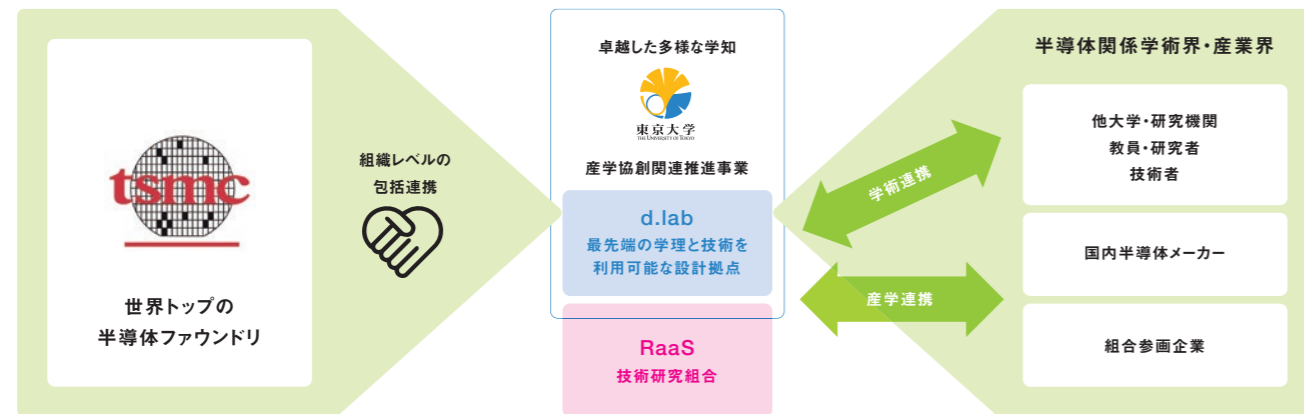 tsmc
世界トップの
半導体ファウンドリ
組織レベルの
包括連携
卓越した多様な学知
東京大学
THE UNIVERSITY OF TOKYO
産学協創関連推進事業
d.lab
最先端の学理と技術を
利用可能な設計拠点
RaaS
技術研究組合
学術連携
産学連携
半導体関係学術界・産業界
他大学・研究機関
教員・研究者
技術者
国内半導体メーカー
組合参画企業